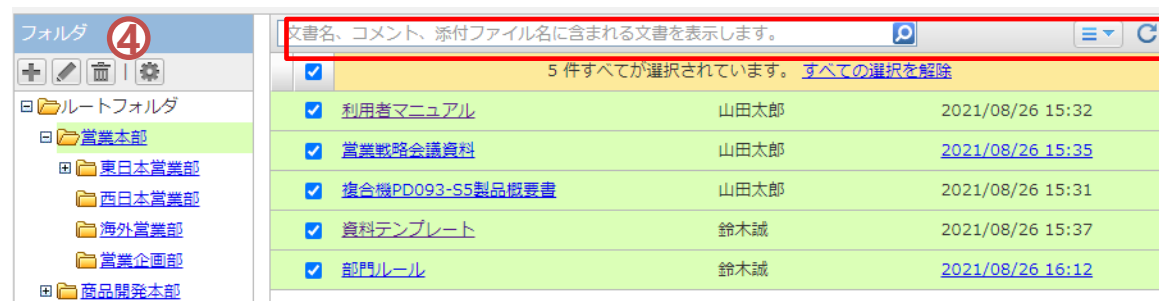 フォルダ
④
文書名、コメント、添付ファイル名に含まれる文書を表示します。
5 件すべてが選択されています。 すべての選択を解除
ルートフォルダ
営業本部
東日本営業部
西日本営業部
海外営業部
営業企画部
商品開発本部
利用者マニュアル 山田太郎 2021/08/26 15:32
営業戦略会議資料 山田太郎 2021/08/26 15:35
複合機PD093-S5製品概要書 山田太郎 2021/08/26 15:31
資料テンプレート 鈴木誠 2021/08/26 15:37
部門ルール 鈴木誠 2021/08/26 16:12